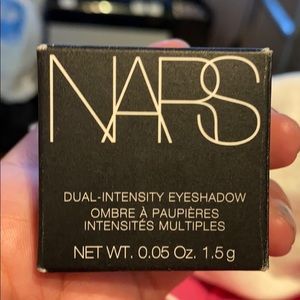 NARS
DUAL-INTENSITY EYESHADOW
OMBRE À PAUPIÈRES
INTENSITÉS MULTIPLES
NET WT. 0.05 Oz. 1.5 g